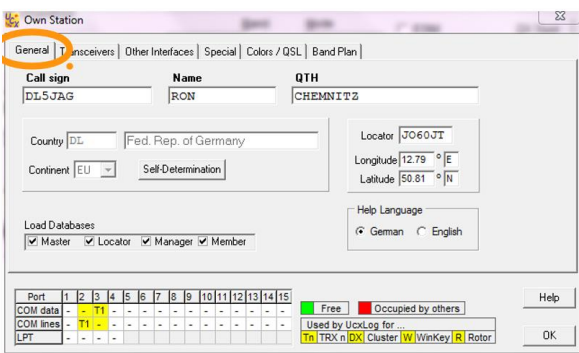 Own Station
General Transceivers Other Interfaces Special Colors / QSL Band Plan
Call sign Name QTH
DL5JAG RON CHEMNITZ
Country DL Fed. Rep. of Germany
Continent EU Self-Determination
Locator JO60JT
Longitude 12.79 ° E
Latitude 50.81 ° N
Load Databases
Master Locator Manager Member
Help Language
German English
Port 1 2 3 4 5 6 7 8 9 10 11 12 13 14 15
COM data - - T1 - - - - - - - - - - - -
COM lines - T1 - - - - - - - - - - - - -
LPT - - - -
Free Occupied by others
Used by UcxLog for ...
Tn TRX n DX Cluster W WinKey R Rotor
Help
OK